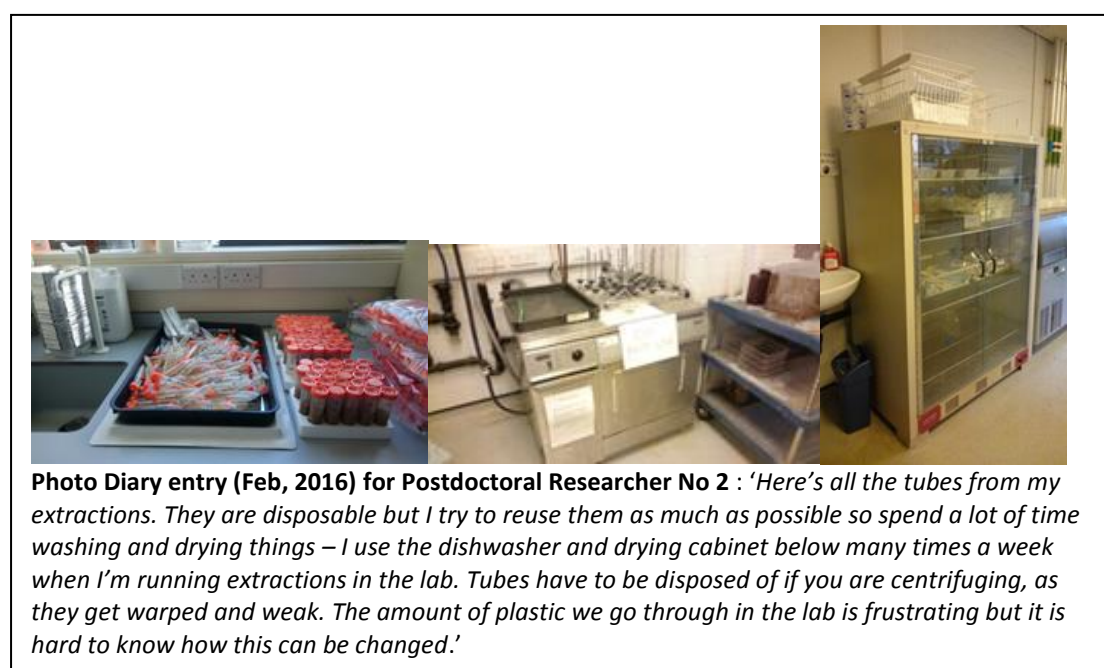 Photo Diary entry (Feb, 2016) for Postdoctoral Researcher No 2 : ‘Here’s all the tubes from my
extractions. They are disposable but I try to reuse them as much as possible so spend a lot of time
washing and drying things – I use the dishwasher and drying cabinet below many times a week
when I’m running extractions in the lab. Tubes have to be disposed of if you are centrifuging, as
they get warped and weak. The amount of plastic we go through in the lab is frustrating but it is
hard to know how this can be changed.’